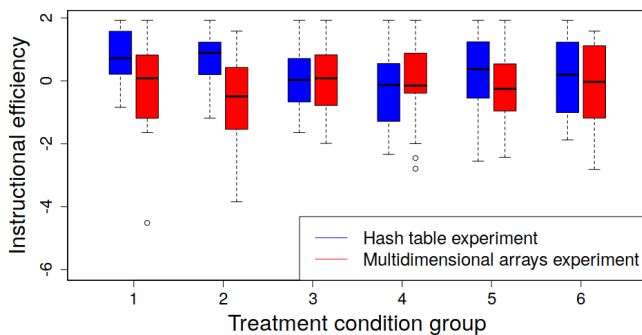 Instructional efficiency
2
0
-2
-4
-6
Hash table experiment
Multidimensional arrays experiment
1 2 3 4 5 6
Treatment condition group